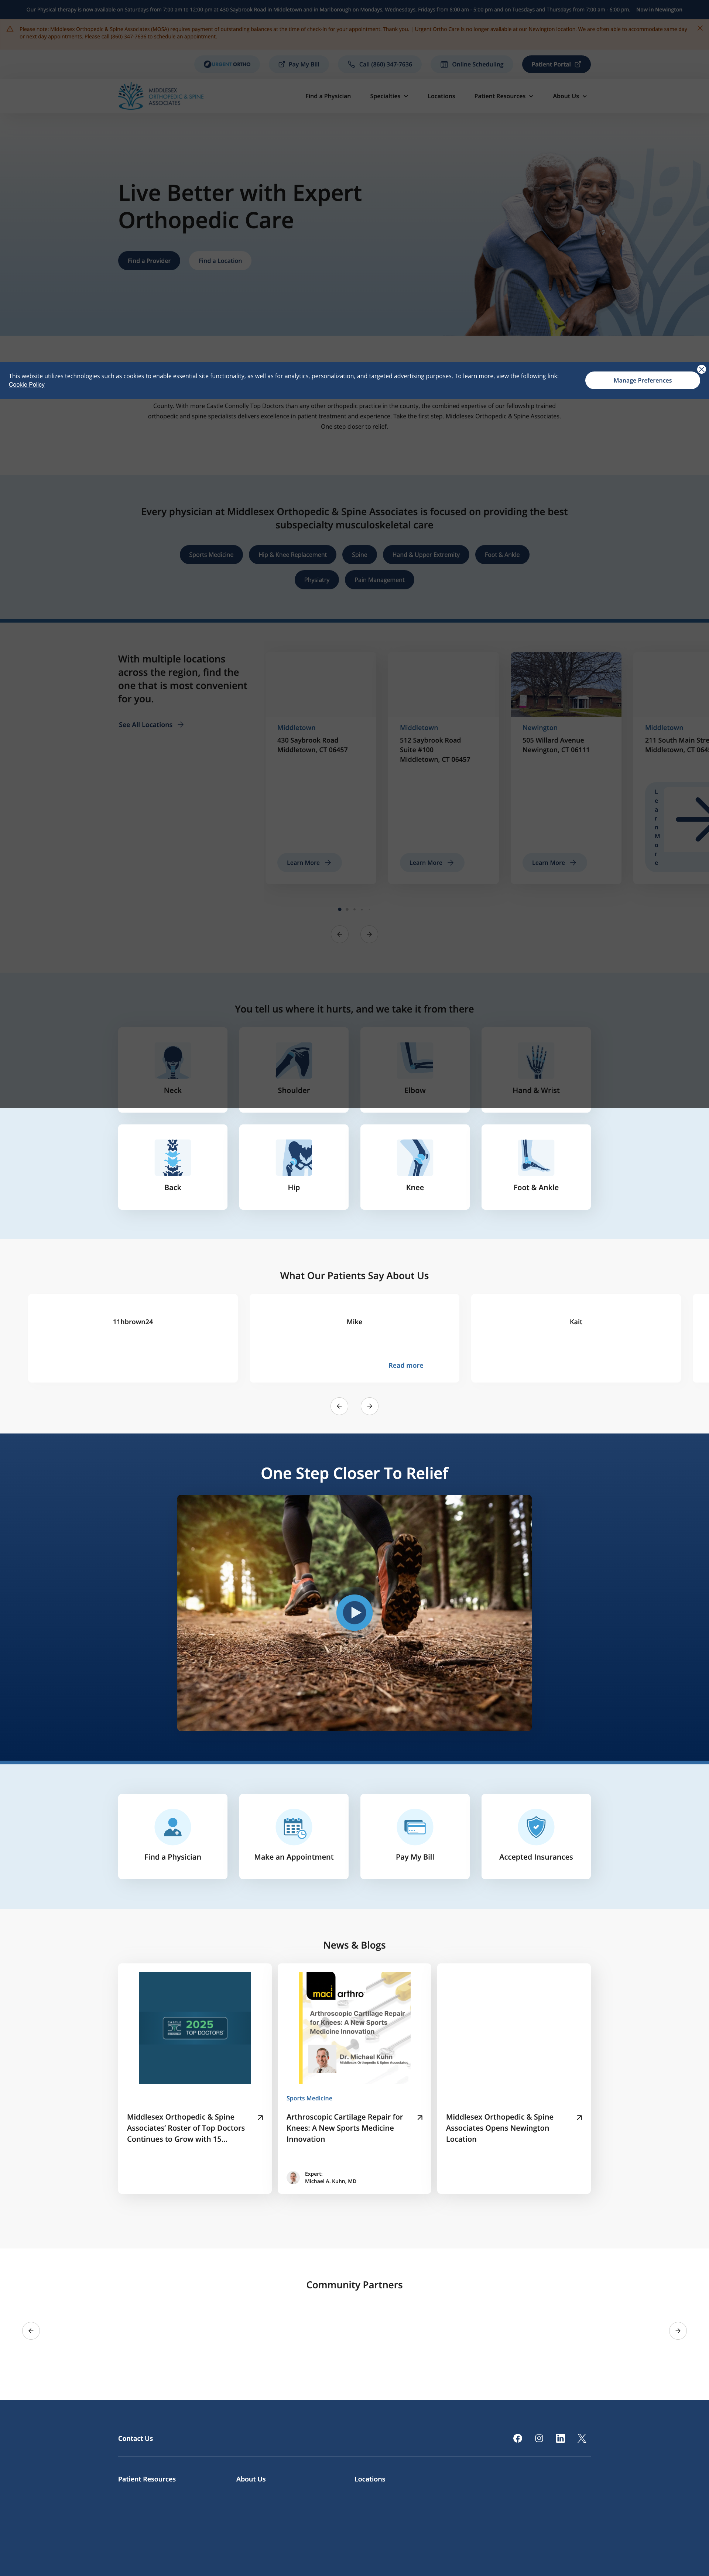 Our Physical therapy is now available on Saturdays from 7:00 am to 12:00 pm at 430 Saybrook Road in Middletown and in Marlborough on Mondays, Wednesdays, Fridays from 8:00 am - 5:00 pm and on Tuesdays and Thursdays from 7:00 am - 6:00 pm. Now in Newington
Please note: Middlesex Orthopedic & Spine Associates (MOSA) requires payment of outstanding balances at the time of check-in for your appointment. Thank you. | Urgent Ortho Care is no longer available at our Newington location. We are often able to accommodate same day
or next day appointments. Please call (860) 347-7636 to schedule an appointment.
URGENT ORTHO
Pay My Bill
Call (860) 347-7636
Online Scheduling
Patient Portal
MIDDLESEX
ORTHOPEDIC & SPINE
ASSOCIATES
Find a Physician
Specialties
Locations
Patient Resources
About Us
Live Better with Expert
Orthopedic Care
Find a Provider
Find a Location
This website utilizes technologies such as cookies to enable essential site functionality, as well as for analytics, personalization, and targeted advertising purposes. To learn more, view the following link:
Cookie Policy
Manage Preferences
County. With more Castle Connolly Top Doctors than any other orthopedic practice in the county, the combined expertise of our fellowship trained
orthopedic and spine specialists delivers excellence in patient treatment and experience. Take the first step. Middlesex Orthopedic & Spine Associates.
One step closer to relief.
Every physician at Middlesex Orthopedic & Spine Associates is focused on providing the best
subspecialty musculoskeletal care
Sports Medicine
Hip & Knee Replacement
Spine
Hand & Upper Extremity
Foot & Ankle
Physiatry
Pain Management
With multiple locations
across the region, find the
one that is most convenient
for you.
See All Locations
Middletown
430 Saybrook Road
Middletown, CT 06457
Learn More
Middletown
512 Saybrook Road
Suite #100
Middletown, CT 06457
Learn More
Newington
505 Willard Avenue
Newington, CT 06111
Learn More
Middletown
211 South Main Stre
Middletown, CT 064
Learn More
You tell us where it hurts, and we take it from there
Neck
Shoulder
Elbow
Hand & Wrist
Back
Hip
Knee
Foot & Ankle
What Our Patients Say About Us
11hbrown24
Mike
Read more
Kait
One Step Closer To Relief
Find a Physician
Make an Appointment
Pay My Bill
Accepted Insurances
News & Blogs
2025
TOP DOCTORS
Middlesex Orthopedic & Spine
Associates' Roster of Top Doctors
Continues to Grow with 15...
maci arthro
Arthroscopic Cartilage Repair
for Knees: A New Sports
Medicine Innovation
Dr. Michael Kuhn
Middlesex Orthopedic & Spine Associates
Sports Medicine
Arthroscopic Cartilage Repair for
Knees: A New Sports Medicine
Innovation
Expert:
Michael A. Kuhn, MD
Middlesex Orthopedic & Spine
Associates Opens Newington
Location
Community Partners
Contact Us
Patient Resources
About Us
Locations